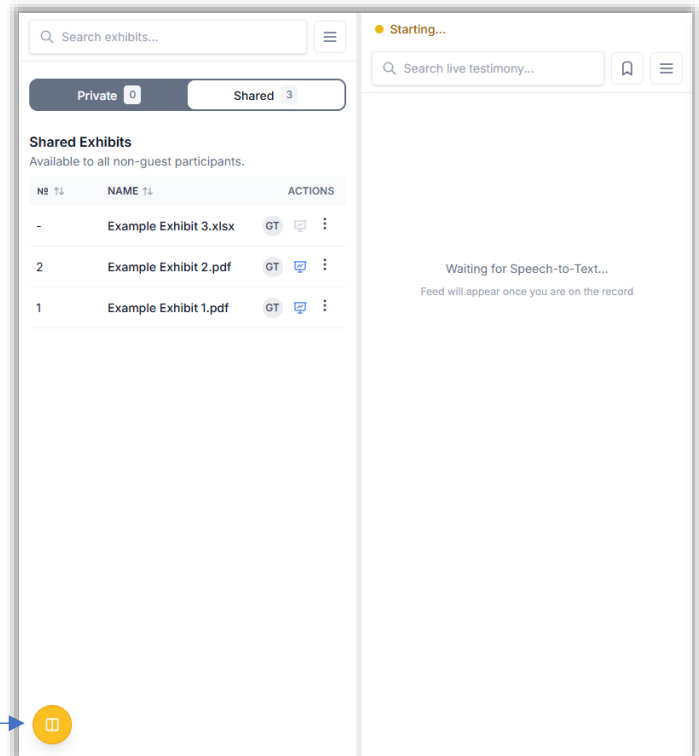 Search exhibits...
Private 0 Shared 3
Shared Exhibits
Available to all non-guest participants.
№ NAME ACTIONS
- Example Exhibit 3.xlsx GT
2 Example Exhibit 2.pdf GT
1 Example Exhibit 1.pdf GT
Starting...
Search live testimony...
Waiting for Speech-to-Text...
Feed will appear once you are on the record